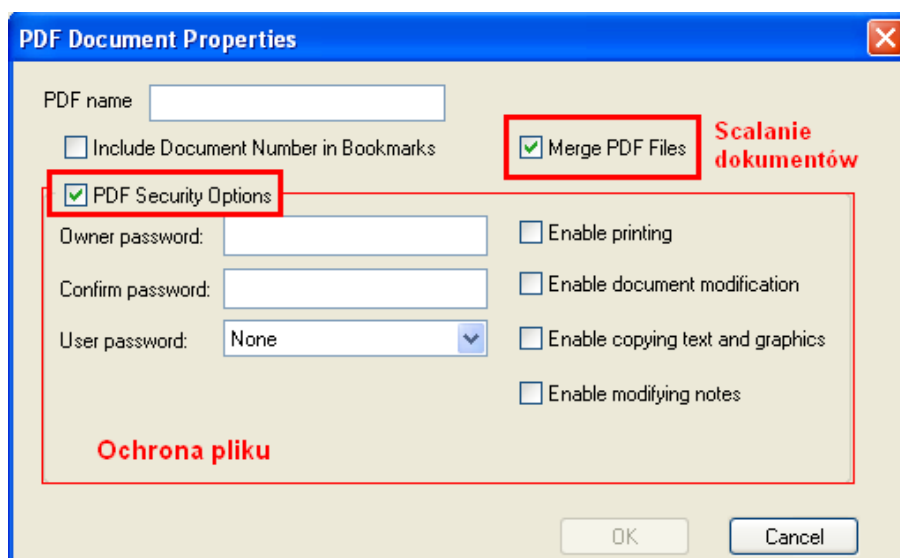 PDF Document Properties
PDF name
Include Document Number in Bookmarks
Merge PDF Files
Scalanie
dokumentów
PDF Security Options
Owner password:
Enable printing
Confirm password:
Enable document modification
User password:
None
Enable copying text and graphics
Enable modifying notes
Ochrona pliku
OK
Cancel